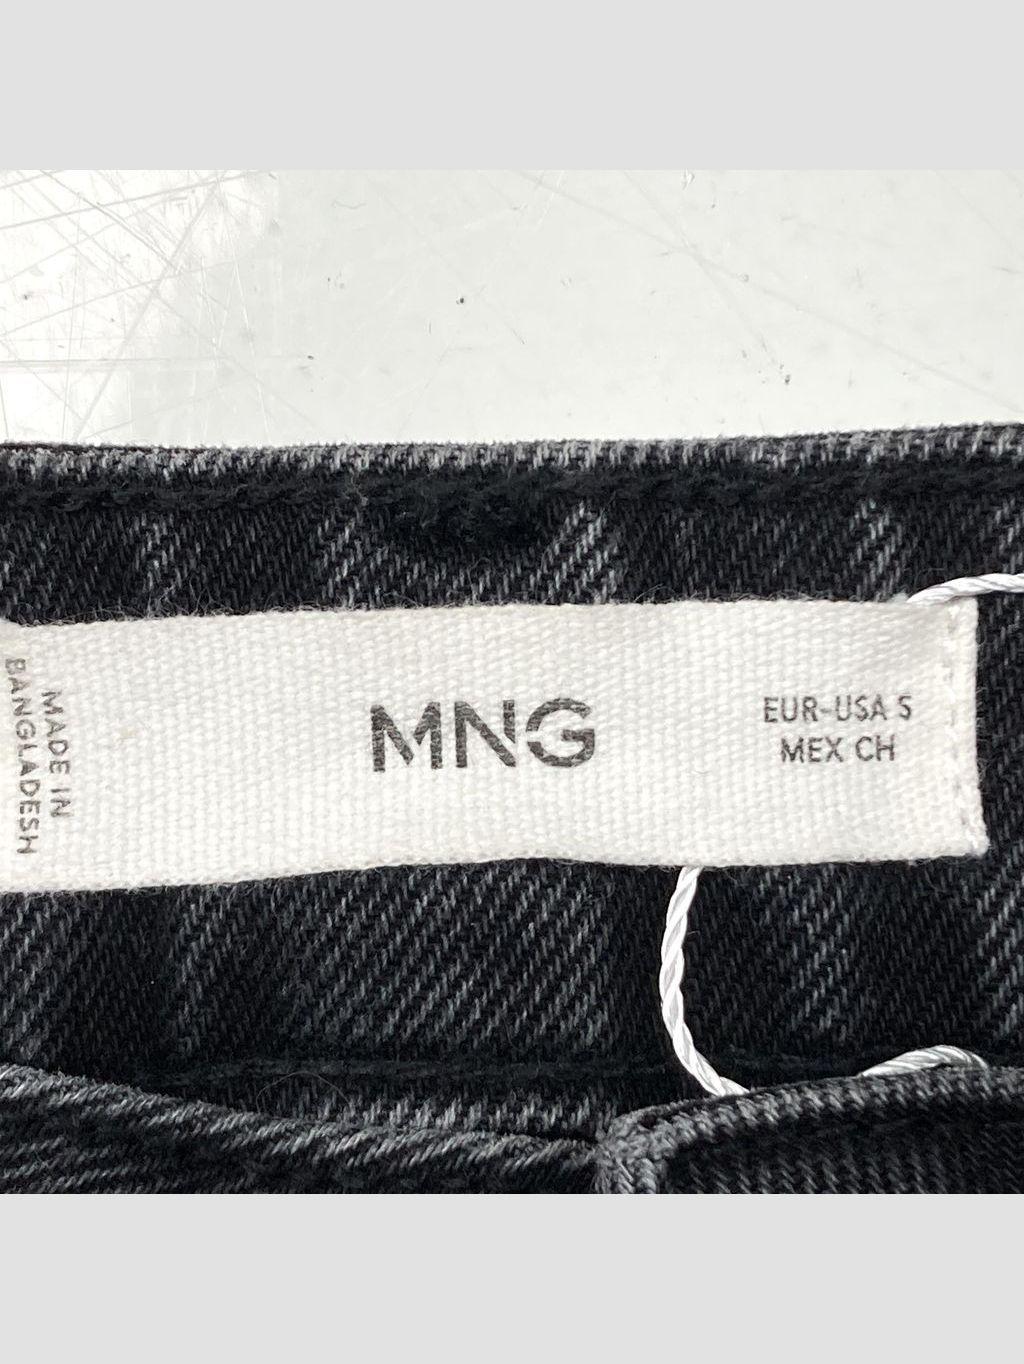 MADE IN
BANGLADESH
MNG
EUR-USA S
MEX CH